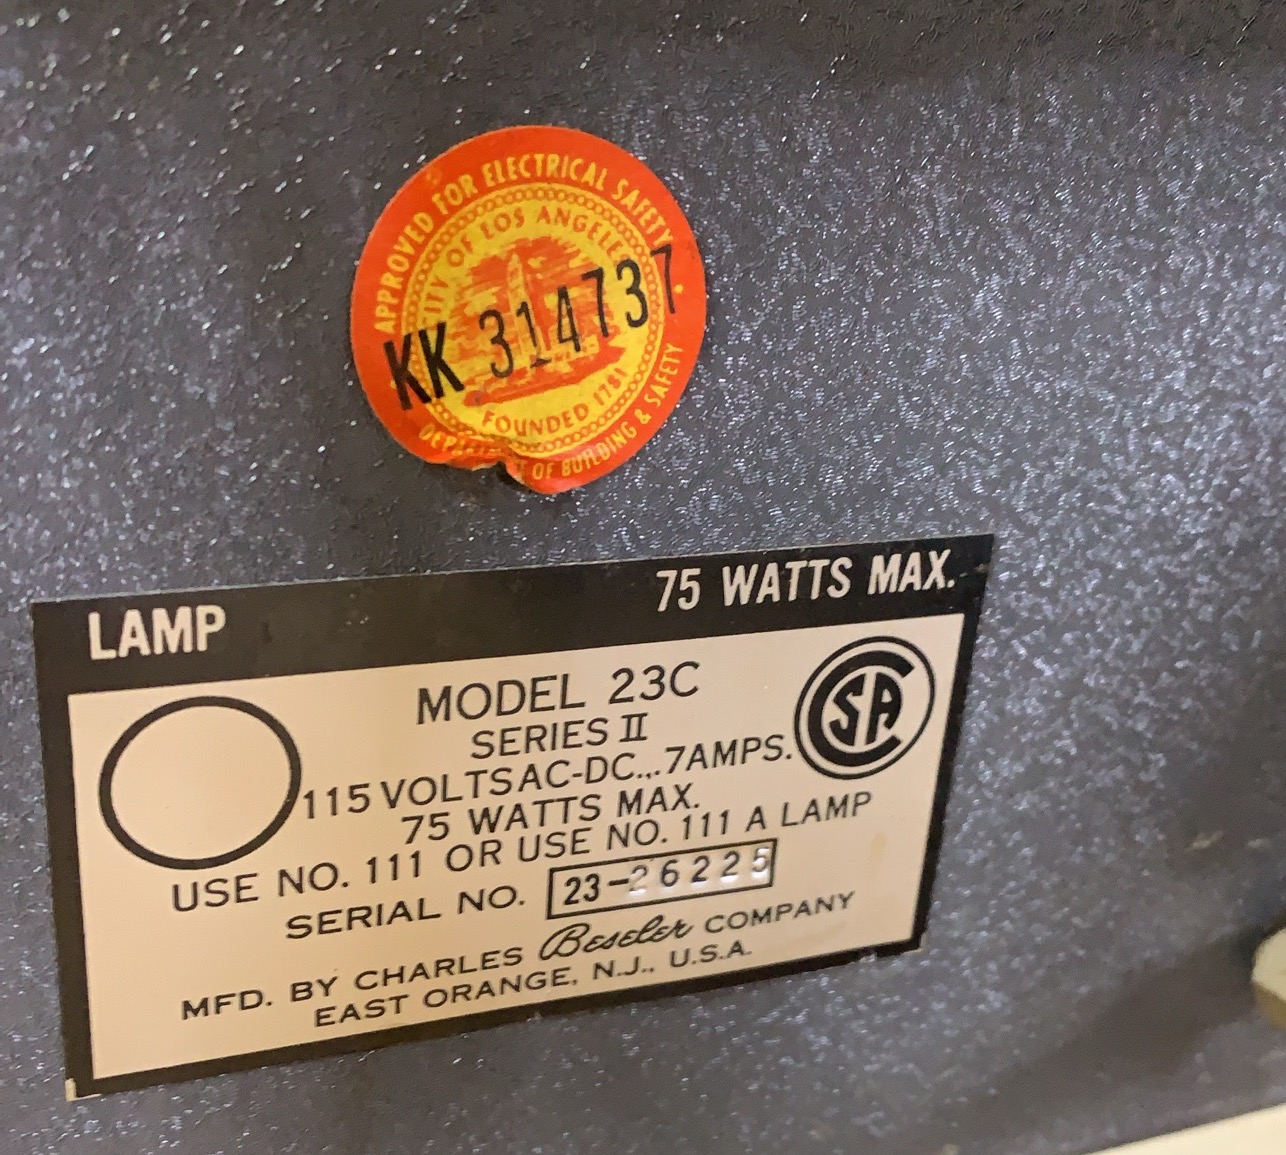 APPROVED FOR ELECTRICAL SAFETY
CITY OF LOS ANGELES
KK 314737
FOUNDED 1781
DEPARTMENT OF BUILDING & SAFETY
LAMP 75 WATTS MAX.
MODEL 23C
SERIES II
CSA
115 VOLTS AC-DC...7AMPS.
75 WATTS MAX.
USE NO. 111 OR USE NO. 111 A LAMP
SERIAL NO. 23-26225
MFD. BY CHARLES Beseler COMPANY
EAST ORANGE, N.J., U.S.A.